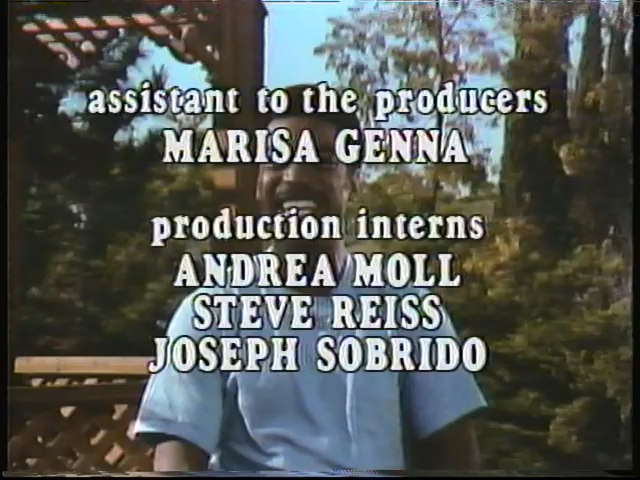 assistant to the producers
MARISA GENNA
production interns
ANDREA MOLL
STEVE REISS
JOSEPH SOBRIDO